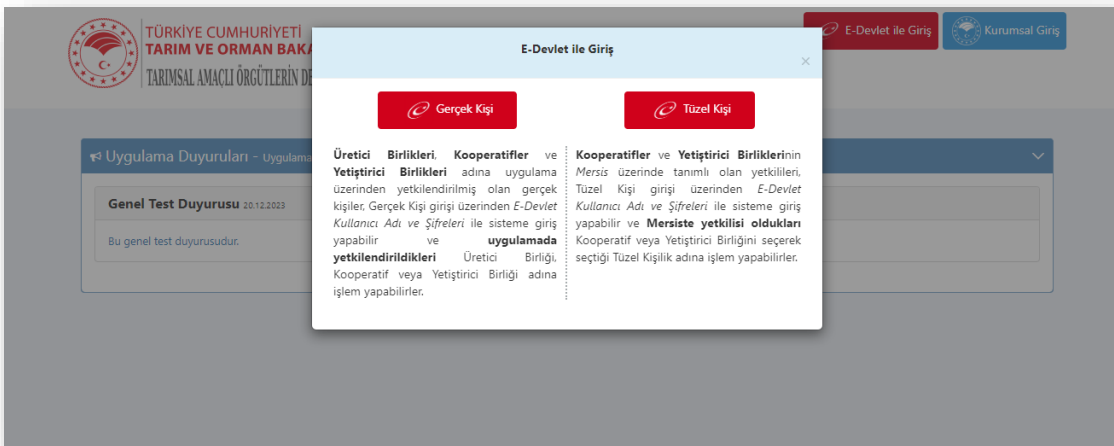 TÜRKİYE CUMHURİYETİ
TARIM VE ORMAN BAKA
TARIMSAL AMAÇLI ÖRGÜTLERİN DE
E-Devlet ile Giriş
Kurumsal Giriş
E-Devlet ile Giriş
×
Gerçek Kişi
Tüzel Kişi
Üretici Birlikleri, Kooperatifler ve
Yetiştirici Birlikleri adına uygulama
üzerinden yetkilendirilmiş olan gerçek
kişiler, Gerçek Kişi girişi üzerinden E-Devlet
Kullanıcı Adı ve Şifreleri ile sisteme giriş
yapabilir ve uygulamada
yetkilendirildikleri Üretici Birliği,
Kooperatif veya Yetiştirici Birliği adına
işlem yapabilirler.
Kooperatifler ve Yetiştirici Birliklerinin
Mersis üzerinde tanımlı olan yetkilileri,
Tüzel Kişi girişi üzerinden E-Devlet
Kullanıcı Adı ve Şifreleri ile sisteme giriş
yapabilir ve Mersiste yetkilisi oldukları
Kooperatif veya Yetiştirici Birliğini seçerek
seçtiği Tüzel Kişilik adına işlem yapabilirler.
Uygulama Duyuruları - Uygulama
Genel Test Duyurusu 20.12.2023
Bu genel test duyurusudur.